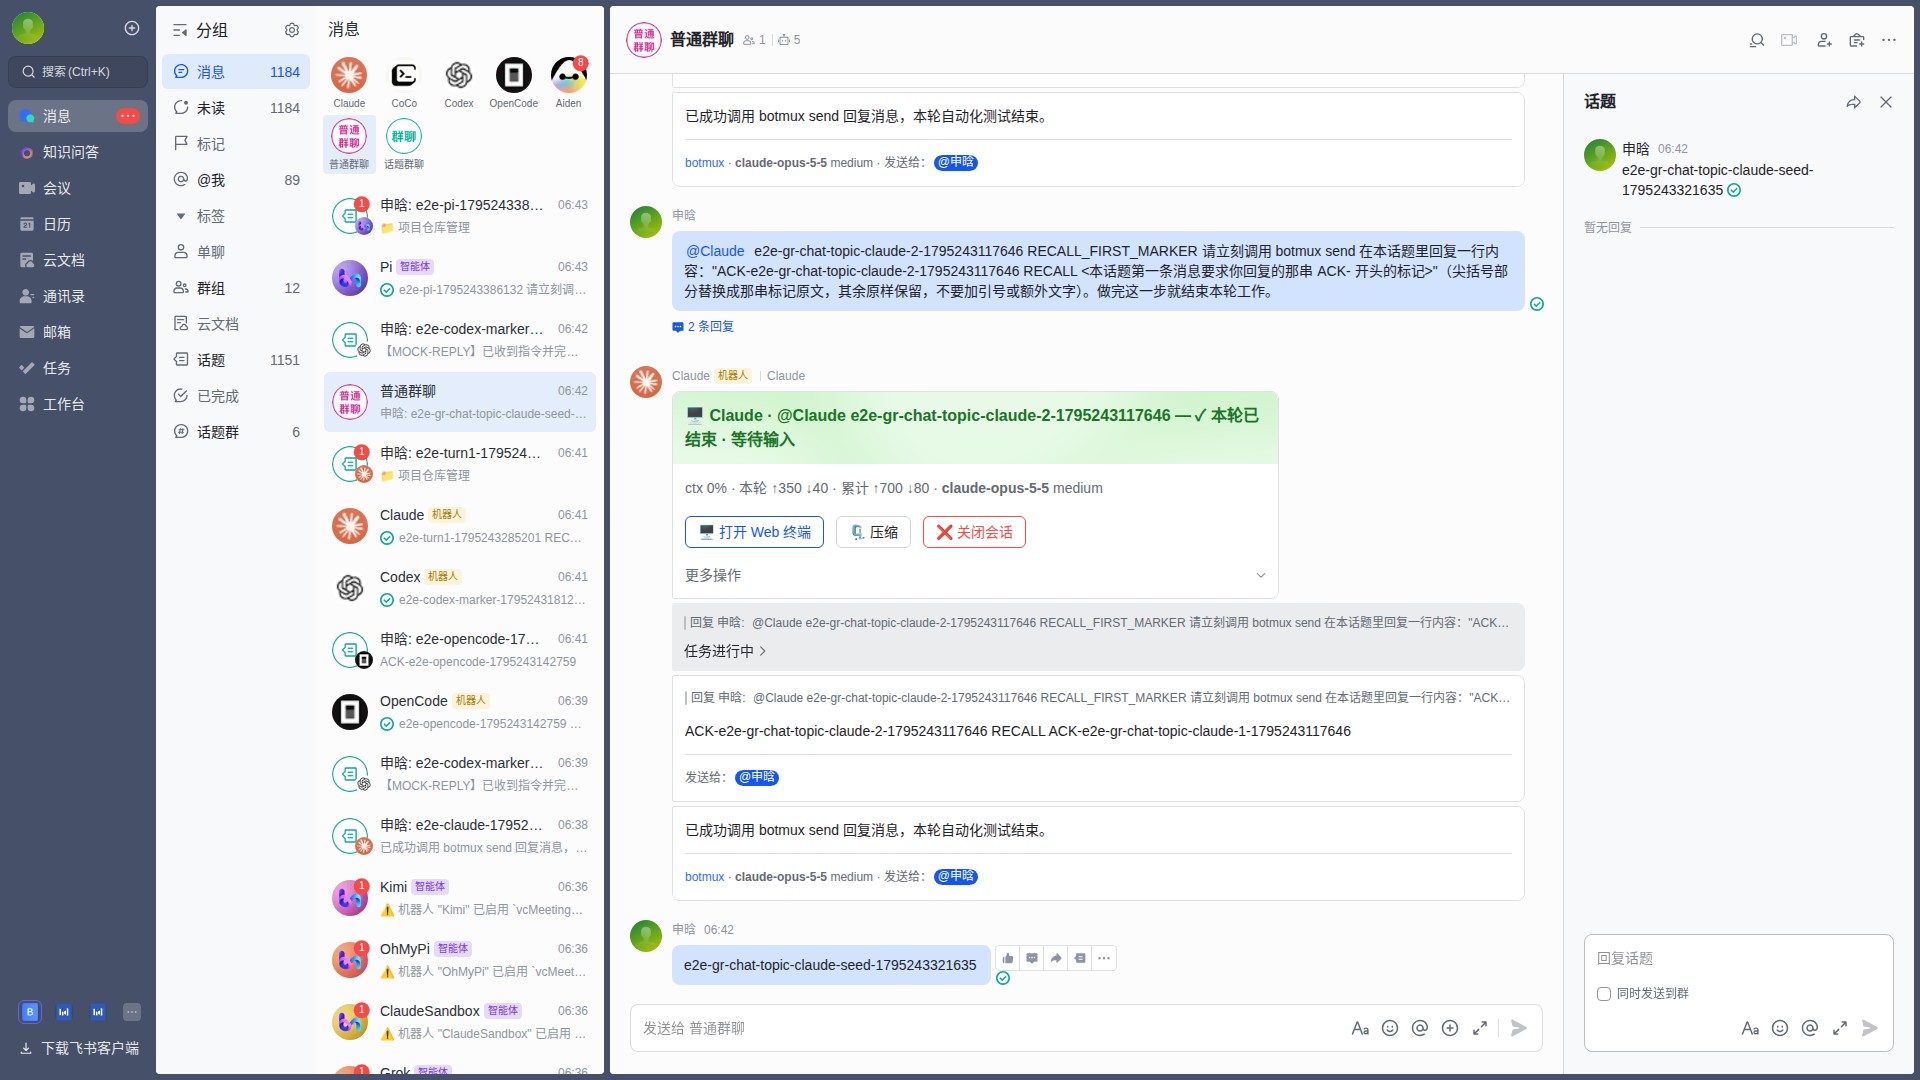 搜索 (Ctrl+K)
消息
知识问答
会议
日历
云文档
通讯录
邮箱
任务
工作台
下载飞书客户端
分组
消息 1184
未读 1184
标记
@我 89
标签
单聊
群组 12
云文档
话题 1151
已完成
话题群 6
消息
Claude
CoCo
Codex
OpenCode
8
Aiden
普通群聊
普通群聊
群聊
话题群聊
1
申晗: e2e-pi-179524338... 06:43
📁 项目仓库管理
Pi 智能体 06:43
e2e-pi-1795243386132 请立刻调...
申晗: e2e-codex-marker... 06:42
【MOCK-REPLY】已收到指令并完...
普通群聊 06:42
申晗: e2e-gr-chat-topic-claude-seed-...
1
申晗: e2e-turn1-179524... 06:41
📁 项目仓库管理
Claude 机器人 06:41
e2e-turn1-1795243285201 REC...
Codex 机器人 06:41
e2e-codex-marker-17952431812...
申晗: e2e-opencode-17... 06:41
ACK-e2e-opencode-1795243142759
OpenCode 机器人 06:39
e2e-opencode-1795243142759 ...
申晗: e2e-codex-marker... 06:39
【MOCK-REPLY】已收到指令并完...
申晗: e2e-claude-17952... 06:38
已成功调用 botmux send 回复消息，...
1
Kimi 智能体 06:36
⚠️ 机器人 "Kimi" 已启用 `vcMeeting...
1
OhMyPi 智能体 06:36
⚠️ 机器人 "OhMyPi" 已启用 `vcMeet...
1
ClaudeSandbox 智能体 06:36
⚠️ 机器人 "ClaudeSandbox" 已启用 ...
1
Grok 智能体 06:36
普通群聊
普通群聊 1 5
已成功调用 botmux send 回复消息，本轮自动化测试结束。
botmux · claude-opus-5-5 medium · 发送给： @申晗
申晗
@Claude e2e-gr-chat-topic-claude-2-1795243117646 RECALL_FIRST_MARKER 请立刻调用 botmux send 在本话题里回复一行内
容："ACK-e2e-gr-chat-topic-claude-2-1795243117646 RECALL <本话题第一条消息要求你回复的那串 ACK- 开头的标记>"（尖括号部
分替换成那串标记原文，其余原样保留，不要加引号或额外文字）。做完这一步就结束本轮工作。
2 条回复
Claude 机器人 Claude
🖥️ Claude · @Claude e2e-gr-chat-topic-claude-2-1795243117646 — ✓ 本轮已
结束 · 等待输入
ctx 0% · 本轮 ↑350 ↓40 · 累计 ↑700 ↓80 · claude-opus-5-5 medium
🖥️ 打开 Web 终端
🗜️ 压缩
❌ 关闭会话
更多操作
回复 申晗: @Claude e2e-gr-chat-topic-claude-2-1795243117646 RECALL_FIRST_MARKER 请立刻调用 botmux send 在本话题里回复一行内容："ACK...
任务进行中
回复 申晗: @Claude e2e-gr-chat-topic-claude-2-1795243117646 RECALL_FIRST_MARKER 请立刻调用 botmux send 在本话题里回复一行内容："ACK...
ACK-e2e-gr-chat-topic-claude-2-1795243117646 RECALL ACK-e2e-gr-chat-topic-claude-1-1795243117646
发送给： @申晗
已成功调用 botmux send 回复消息，本轮自动化测试结束。
botmux · claude-opus-5-5 medium · 发送给： @申晗
申晗 06:42
e2e-gr-chat-topic-claude-seed-1795243321635
发送给 普通群聊
话题
申晗 06:42
e2e-gr-chat-topic-claude-seed-
1795243321635
暂无回复
回复话题
同时发送到群